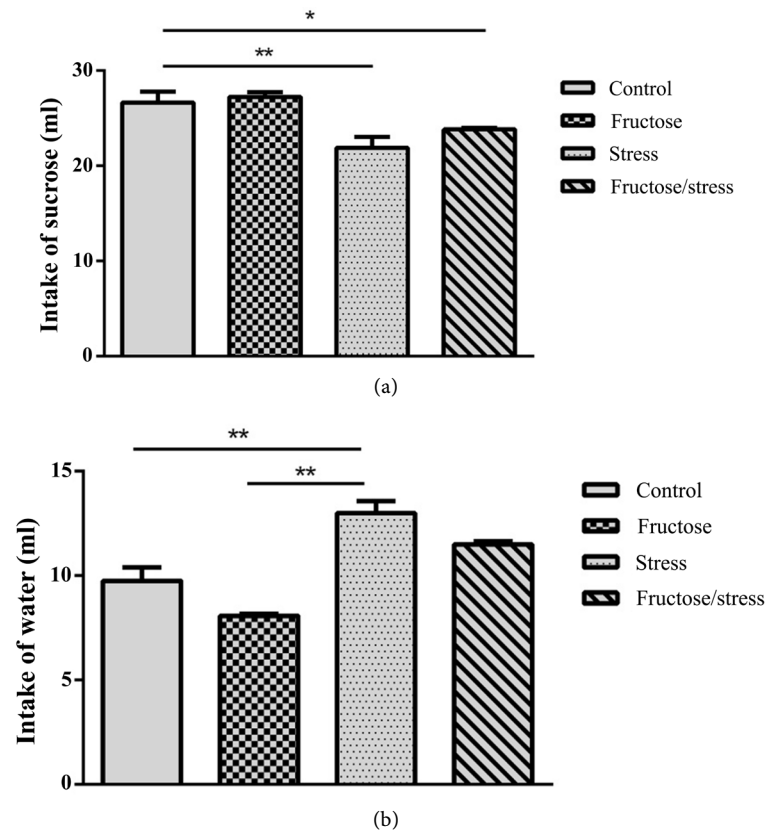 *
**
30
20
10
0
Intake of sucrose (ml)
Control
Fructose
Stress
Fructose/stress
(a)
**
**
15
10
5
0
Intake of water (ml)
Control
Fructose
Stress
Fructose/stress
(b)